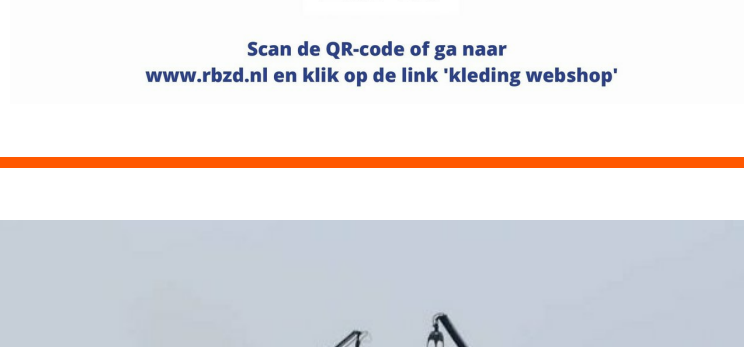 Scan de QR-code of ga naar
www.rbzd.nl en klik op de link 'kleding webshop'